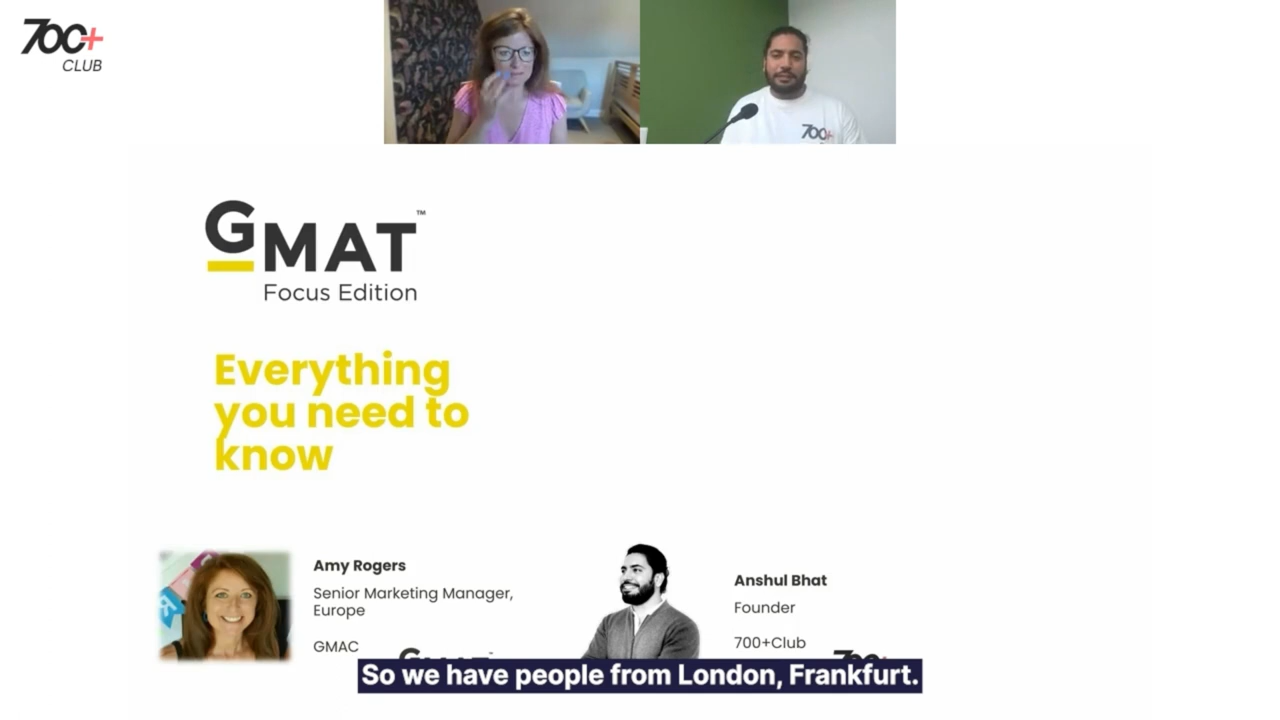 700+
CLUB
700+
GMAT™
Focus Edition
Everything
you need to
know
Amy Rogers
Senior Marketing Manager,
Europe
GMAC
Anshul Bhat
Founder
700+Club
So we have people from London, Frankfurt.